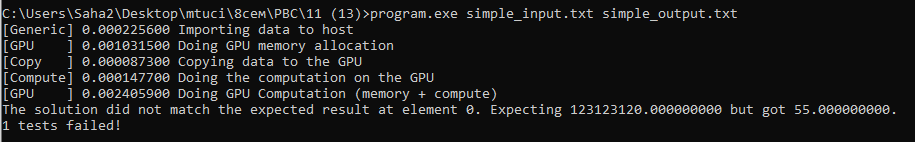 C:\Users\Saha2\Desktop\mtuci\8сем\РВС\11 (13)>program.exe simple_input.txt simple_output.txt
[Generic] 0.000225600 Importing data to host
[GPU    ] 0.001031500 Doing GPU memory allocation
[Copy   ] 0.000087300 Copying data to the GPU
[Compute] 0.000147700 Doing the computation on the GPU
[GPU    ] 0.002405900 Doing GPU Computation (memory + compute)
The solution did not match the expected result at element 0. Expecting 123123120.000000000 but got 55.000000000.
1 tests failed!